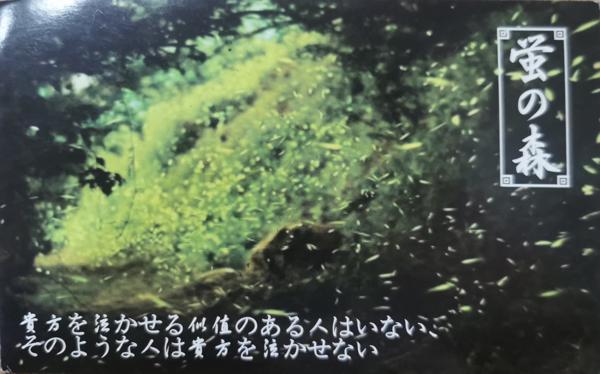 蛍の森
貴方を泣かせる似値のある人はいない、
そのような人は貴方を泣かせない